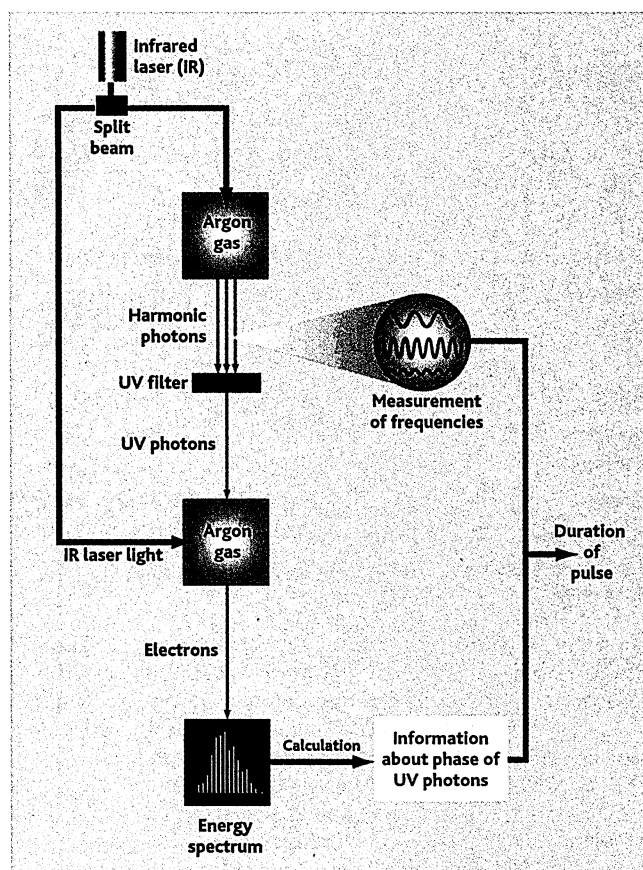 Infrared
laser (IR)
Split
beam
Argon
gas
Harmonic
photons
UV filter
Measurement
of frequencies
UV photons
Argon
gas
IR laser light
Duration
of
pulse
Electrons
Calculation
Information
about phase of
UV photons
Energy
spectrum